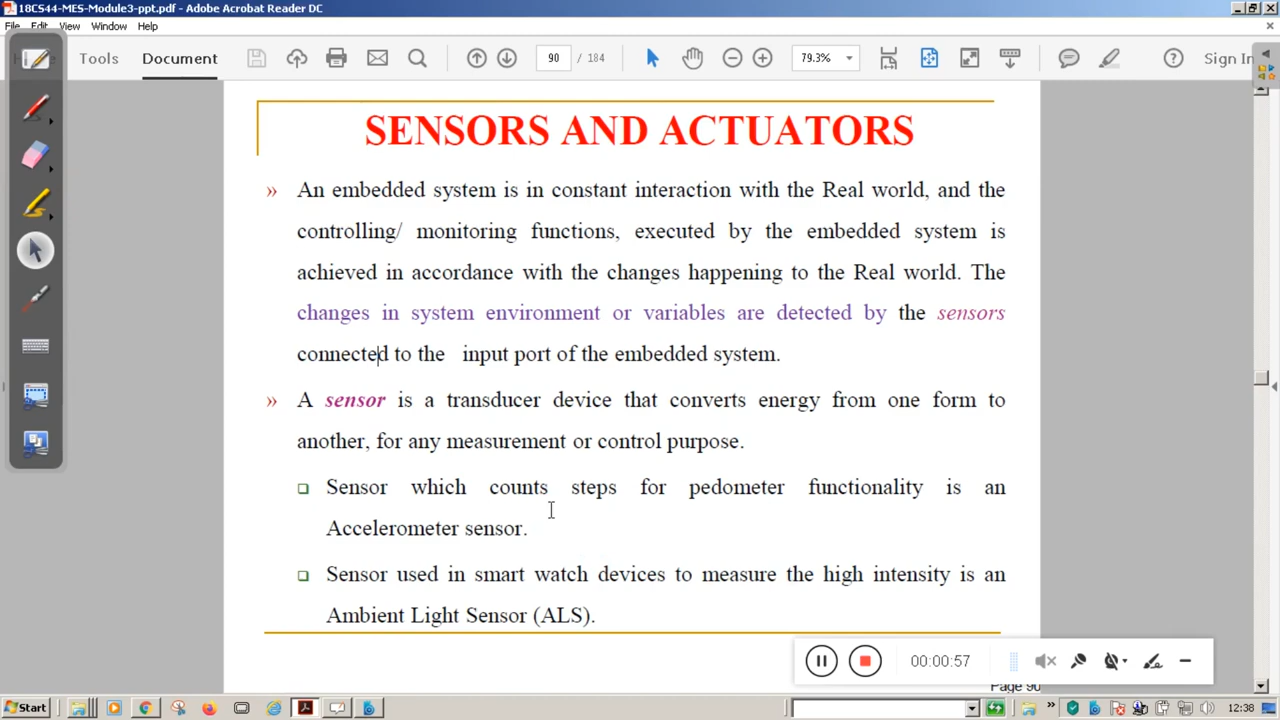 18CS44-MES-Module3-ppt.pdf - Adobe Acrobat Reader DC
File Edit View Window Help
Tools Document 90 / 184 79.3% Sign In
SENSORS AND ACTUATORS
» An embedded system is in constant interaction with the Real world, and the
controlling/ monitoring functions, executed by the embedded system is
achieved in accordance with the changes happening to the Real world. The
changes in system environment or variables are detected by the sensors
connected to the input port of the embedded system.
» A sensor is a transducer device that converts energy from one form to
another, for any measurement or control purpose.
❑ Sensor which counts steps for pedometer functionality is an
Accelerometer sensor.
❑ Sensor used in smart watch devices to measure the high intensity is an
Ambient Light Sensor (ALS).
00:00:57
Page 90
Start 12:38